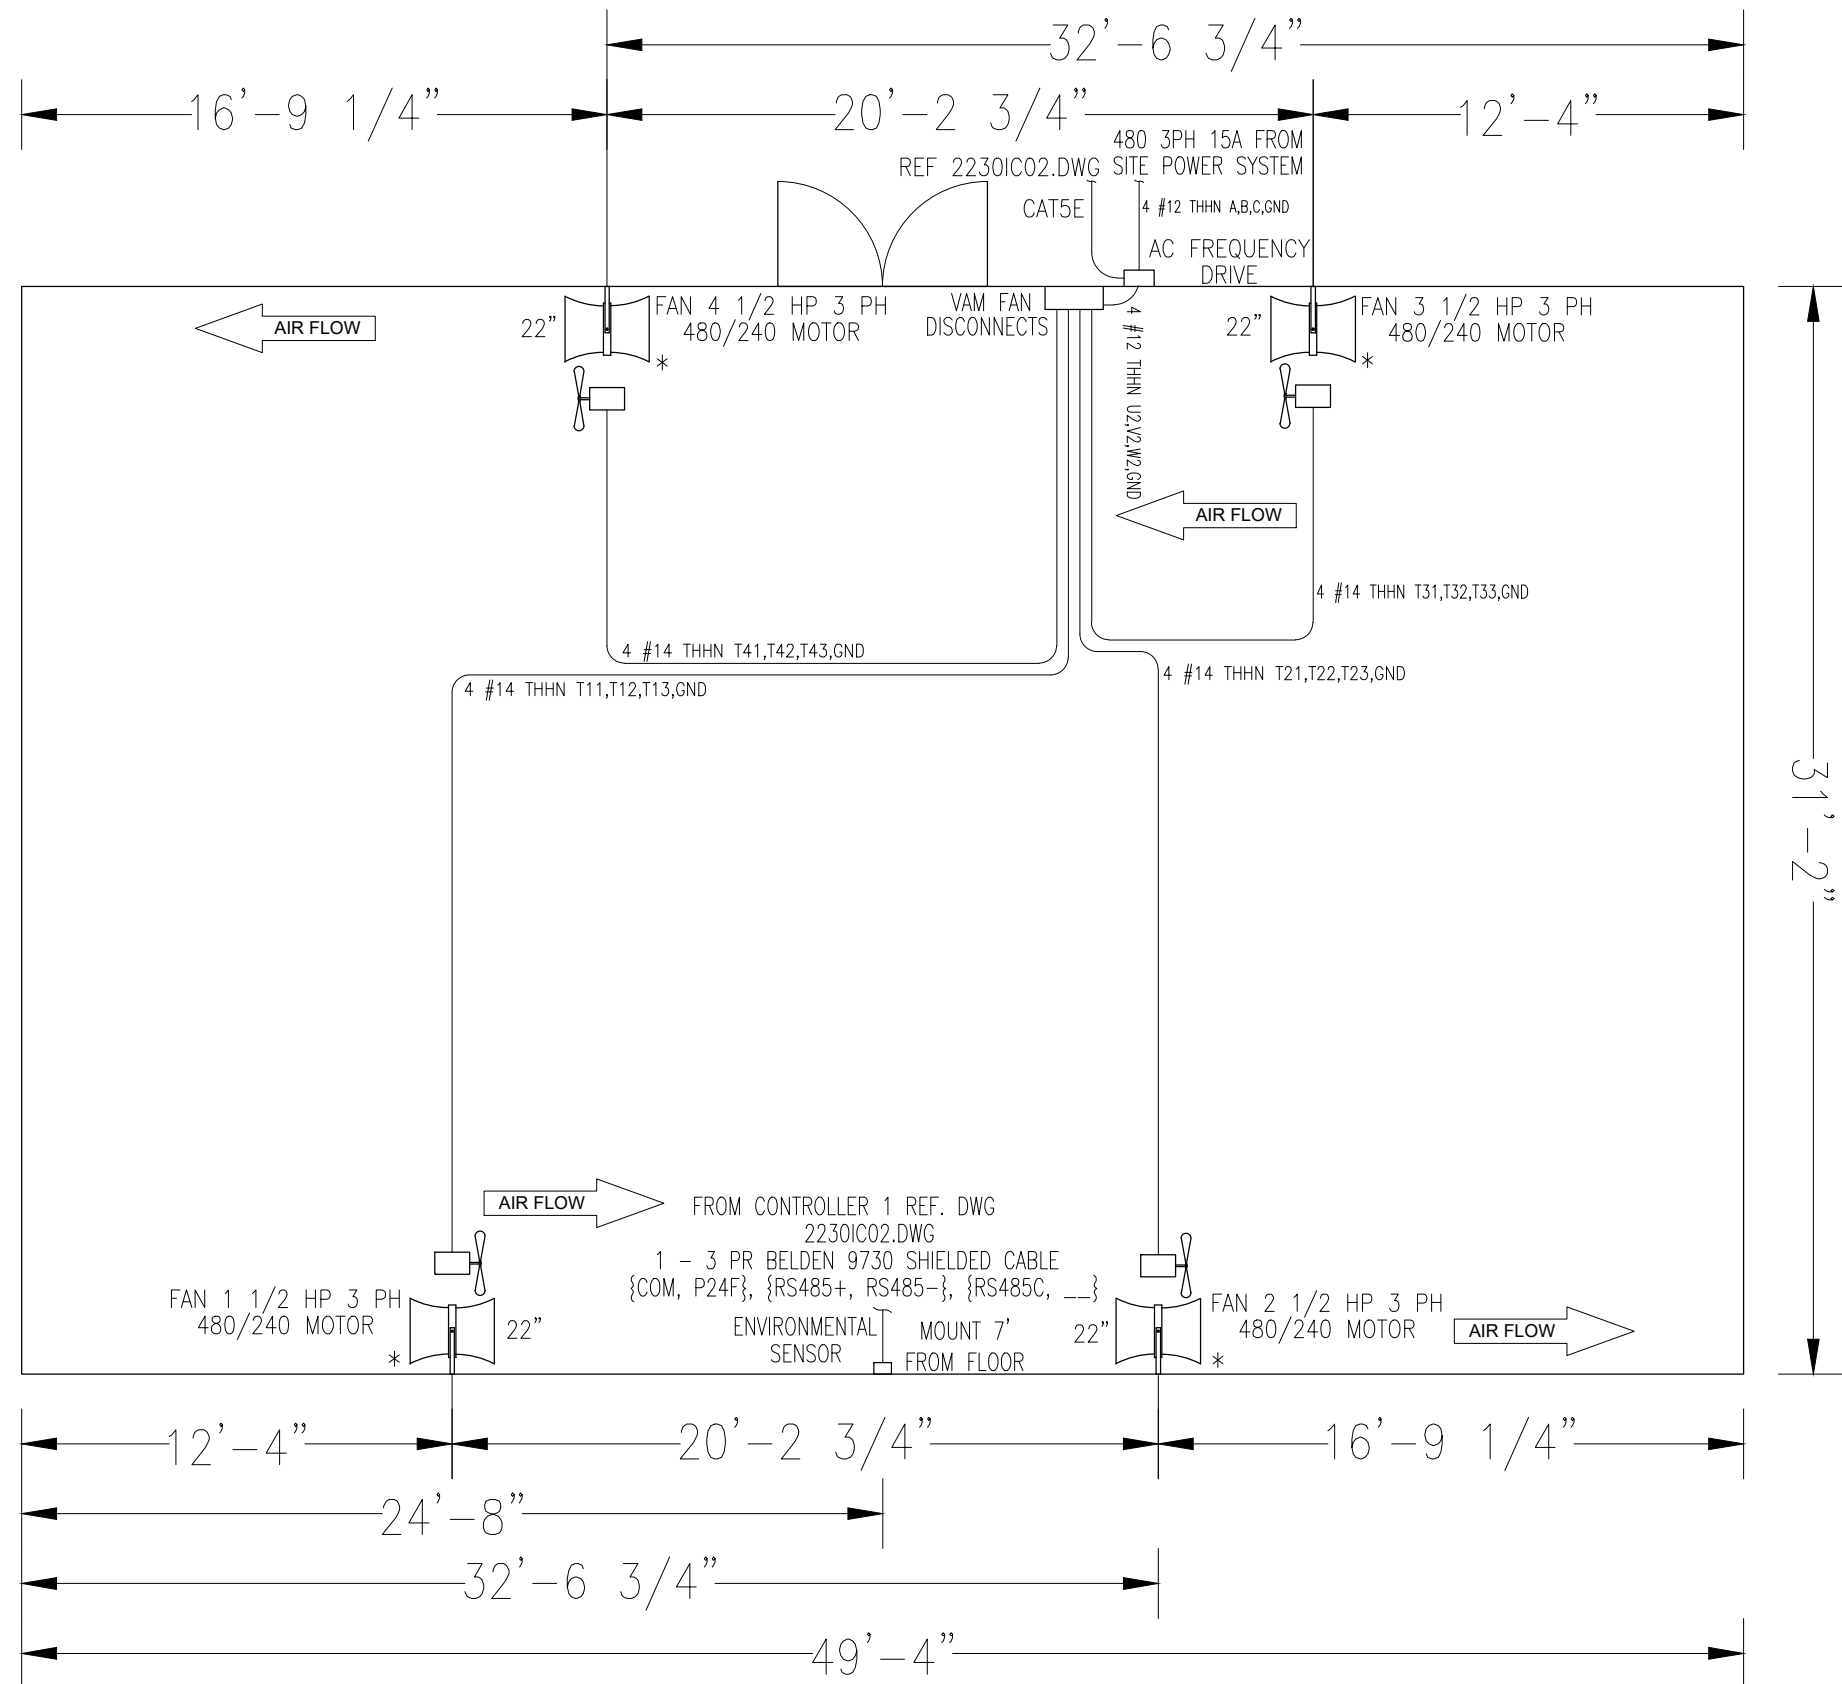 32'-6 3/4"
16'-9 1/4"
20'-2 3/4"
12'-4"
480 3PH 15A FROM
REF 2230IC02.DWG SITE POWER SYSTEM
CAT5E
4 #12 THHN A,B,C,GND
AC FREQUENCY
DRIVE
AIR FLOW
22"
FAN 4 1/2 HP 3 PH
480/240 MOTOR
*
VAM FAN
DISCONNECTS
4 #12 THHN U2,V2,W2,GND
22"
FAN 3 1/2 HP 3 PH
480/240 MOTOR
*
AIR FLOW
4 #14 THHN T31,T32,T33,GND
4 #14 THHN T41,T42,T43,GND
4 #14 THHN T21,T22,T23,GND
4 #14 THHN T11,T12,T13,GND
31'-2"
AIR FLOW
FROM CONTROLLER 1 REF. DWG
2230IC02.DWG
1 - 3 PR BELDEN 9730 SHIELDED CABLE
{COM, P24F}, {RS485+, RS485-}, {RS485C, __}
FAN 1 1/2 HP 3 PH
480/240 MOTOR
*
22"
ENVIRONMENTAL
SENSOR
MOUNT 7'
FROM FLOOR
22"
FAN 2 1/2 HP 3 PH
480/240 MOTOR
*
AIR FLOW
12'-4"
20'-2 3/4"
16'-9 1/4"
24'-8"
32'-6 3/4"
49'-4"